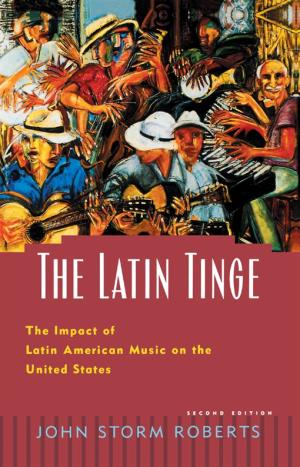 THE LATIN TINGE
The Impact of
Latin American Music on the
United States
SECOND EDITION
JOHN STORM ROBERTS